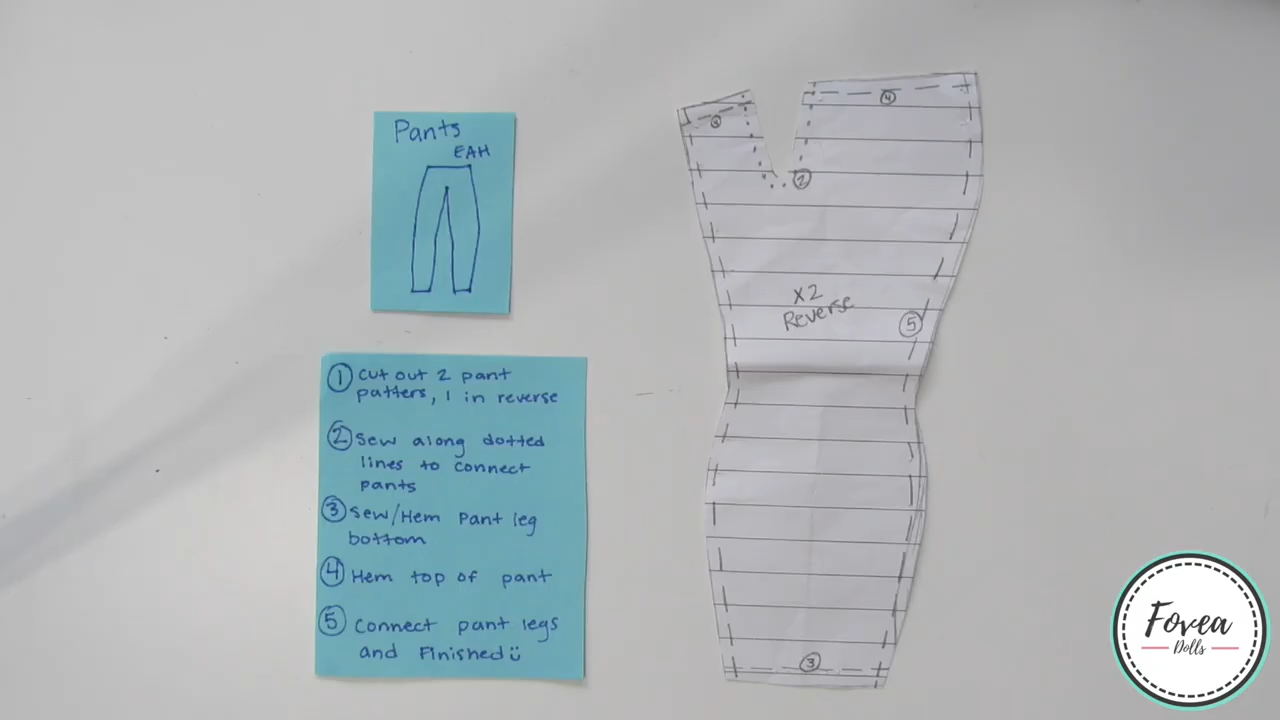 Pants
EAH
① Cut out 2 pant
patters, 1 in reverse
② Sew along dotted
lines to connect
pants
③ Sew/Hem Pant leg
bottom
④ Hem top of pant
⑤ Connect pant legs
and Finished
④
②
X2
Reverse
⑤
③
Fovea
Dolls